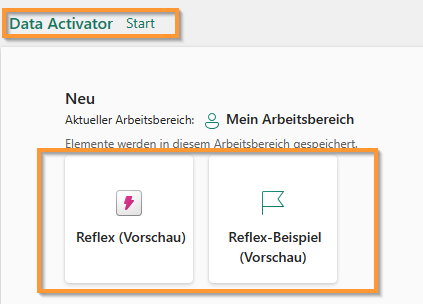 Data Activator Start
Neu
Aktueller Arbeitsbereich: Mein Arbeitsbereich
Elemente werden in diesem Arbeitsbereich gespeichert.
Reflex (Vorschau)
Reflex-Beispiel
(Vorschau)